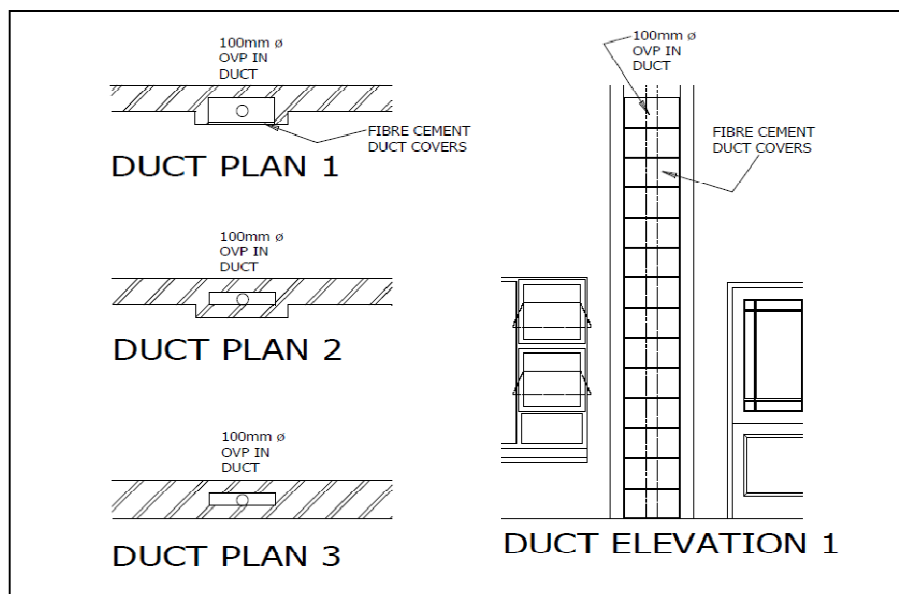 100mm ø
OVP IN
DUCT
FIBRE CEMENT
DUCT COVERS
DUCT PLAN 1
100mm ø
OVP IN
DUCT
DUCT PLAN 2
100mm ø
OVP IN
DUCT
DUCT PLAN 3
100mm ø
OVP IN
DUCT
FIBRE CEMENT
DUCT COVERS
DUCT ELEVATION 1